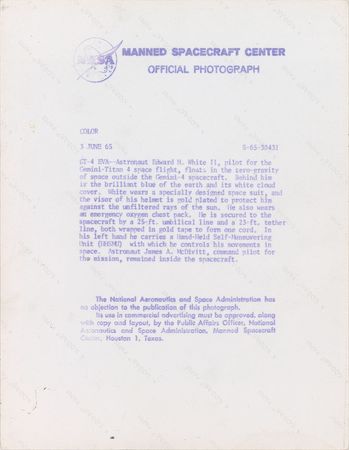 NASA
MANNED SPACECRAFT CENTER
OFFICIAL PHOTOGRAPH
COLOR
3 JUNE 65 S-65-30431
GT-4 EVA--Astronaut Edward H. White II, pilot for the
Gemini-Titan 4 space flight, floats in the zero-gravity
of space outside the Gemini-4 spacecraft. Behind him
is the brilliant blue of the earth and its white cloud
cover. White wears a specially designed space suit, and
the visor of his helmet is gold plated to protect him
against the unfiltered rays of the sun. He also wears
an emergency oxygen chest pack. He is secured to the
spacecraft by a 25-ft. umbilical line and a 23-ft. tether
line, both wrapped in gold tape to form one cord. In
his left hand he carries a Hand-Held Self-Maneuvering
Unit (HHSMU) with which he controls his movements in
space. Astronaut James A. McDivitt, command pilot for
the mission, remained inside the spacecraft.
The National Aeronautics and Space Administration has
no objection to the publication of this photograph.
Its use in commercial advertising must be approved, along
with copy and layout, by the Public Affairs Officer, National
Aeronautics and Space Administration, Manned Spacecraft
Center, Houston 1, Texas.